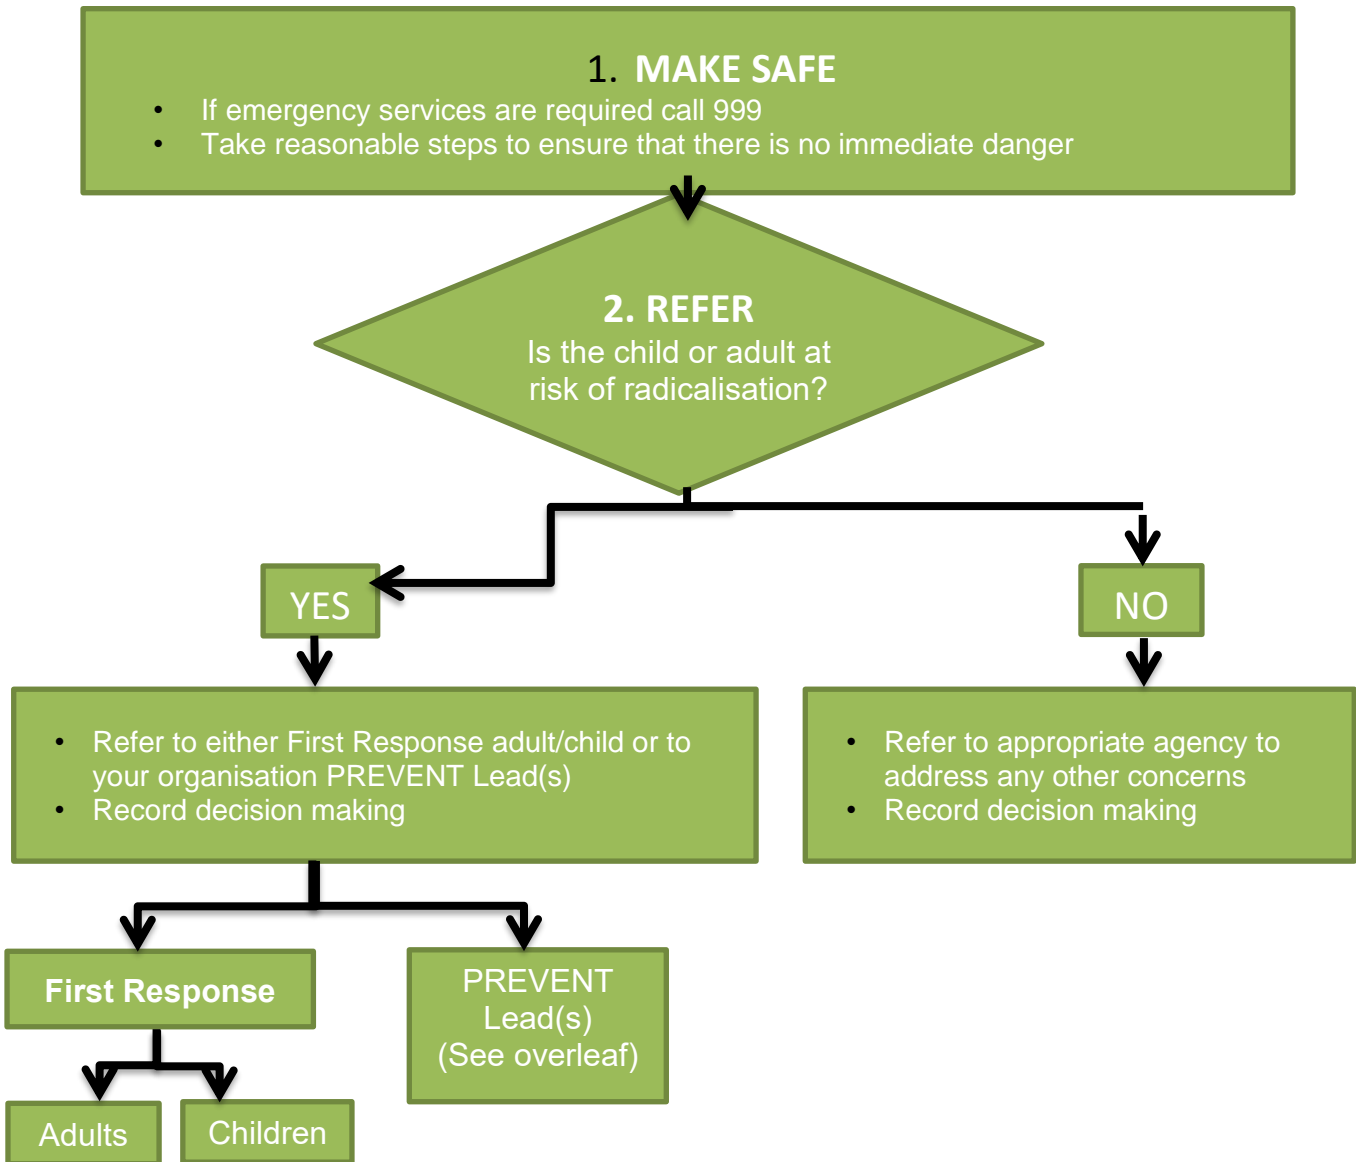 1. MAKE SAFE
• If emergency services are required call 999
• Take reasonable steps to ensure that there is no immediate danger
2. REFER
Is the child or adult at
risk of radicalisation?
YES
NO
• Refer to either First Response adult/child or to
your organisation PREVENT Lead(s)
• Record decision making
• Refer to appropriate agency to
address any other concerns
• Record decision making
First Response
PREVENT
Lead(s)
(See overleaf)
Adults
Children